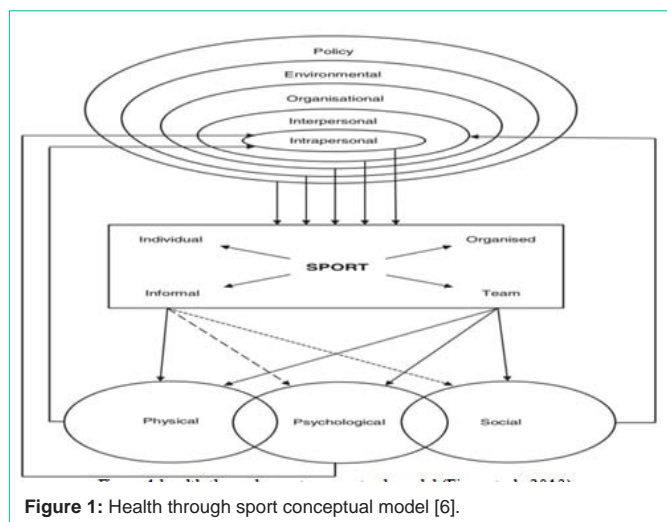 Policy
Environmental
Organisational
Interpersonal
Intrapersonal
Individual Organised
SPORT
Informal Team
Physical Psychological Social
Figure 1: Health through sport conceptual model [6].